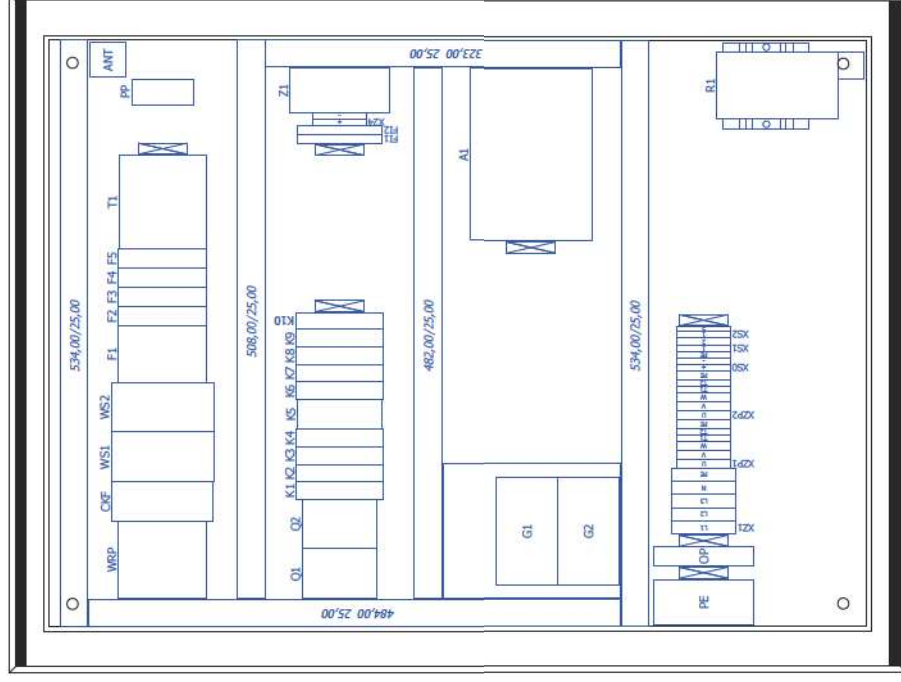 ANT
PP
T1
F5
F4
F3
F2
F1
WS2
WS1
CKF
WRP
534,00/25,00
508,00/25,00
323,00 25,00
Z1
XZ4
K10
K9
K8
K7
K6
K5
K4
K3
K2
K1
Q2
Q1
484,00 25,00
482,00/25,00
A1
G1
G2
534,00/25,00
R1
XS2
XS1
XS0
XZP2
XZP1
XZ1
W
V
U
W
V
U
N
L3
L2
L1
OP
PE